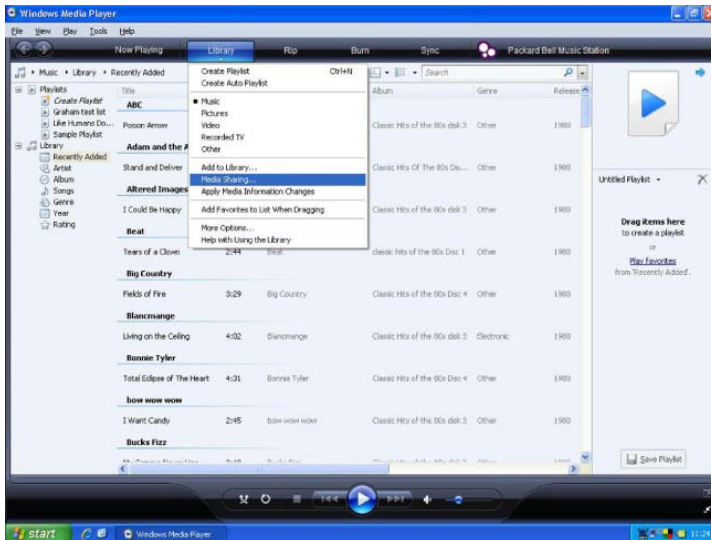 Windows Media Player
File View Play Tools Help
Now Playing Library Rip Burn Sync Packard Bell Music Station
Music Library Recently Added Search
Playlists
Create Playlist
Graham test list
Like Humans Do...
Sample Playlist
Library
Recently Added
Artist
Album
Songs
Genre
Year
Rating
Create Playlist Ctrl+N
Create Auto Playlist
Music
Pictures
Video
Recorded TV
Other
Add to Library...
Media Sharing...
Apply Media Information Changes
Add Favorites to List When Dragging
More Options...
Help with Using the Library
Title Album Genre Release
ABC
Poison Arrow Classic Hits of the 80s disk 3 Other 1980
Adam and the A
Stand and Deliver Classic Hits Of The 80s Dis... Other 1980
Altered Images
I Could Be Happy Classic Hits of the 80s disk 3 Other 1980
Beat
Tears of a Clown 2:44 Beat classic hits of the 80s Disc 1 Other 1980
Big Country
Fields of Fire 3:29 Big Country Classic Hits of the 80s Disc 4 Other 1980
Blancmange
Living on the Ceiling 4:02 Blancmange Classic Hits of the 80s disk 3 Electronic 1980
Bonnie Tyler
Total Eclipse of The Heart 4:31 Bonnie Tyler Classic Hits of the 80s Disc 4 Other 1980
bow wow wow
I Want Candy 2:45 bow wow wow Classic Hits of the 80s disk 3 Other 1980
Bucks Fizz
Untitled Playlist
Drag items here
to create a playlist
or
Play favorites
from 'Recently Added'.
Save Playlist
start Windows Media Player 11:24